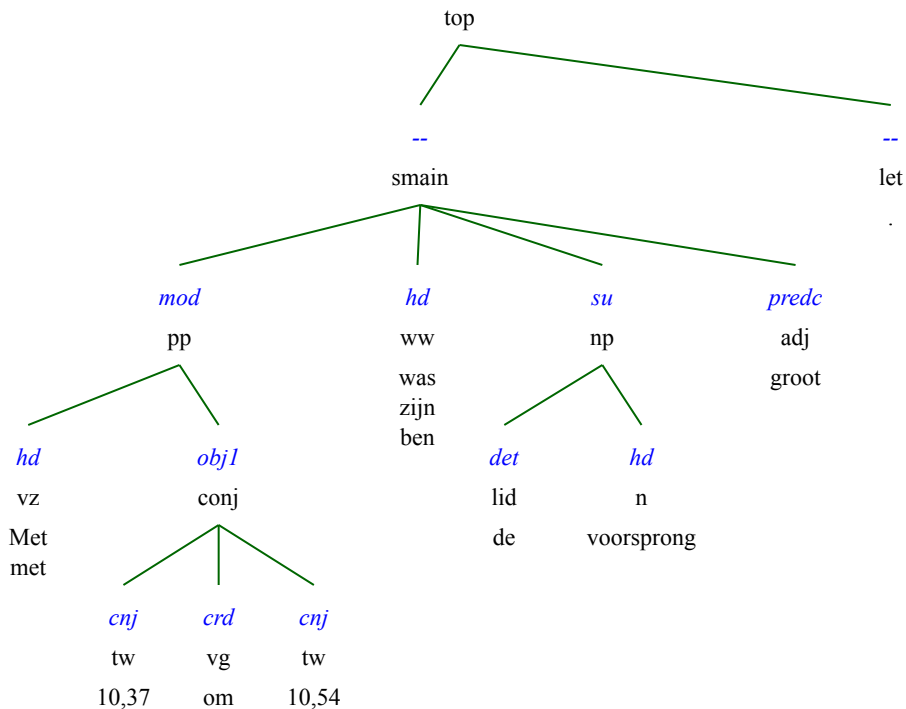 top
-- --
smain let
.
mod hd su predc
pp ww np adj
was groot
zijn
ben
hd obj1 det hd
vz conj lid n
Met de voorsprong
met
cnj crd cnj
tw vg tw
10,37 om 10,54